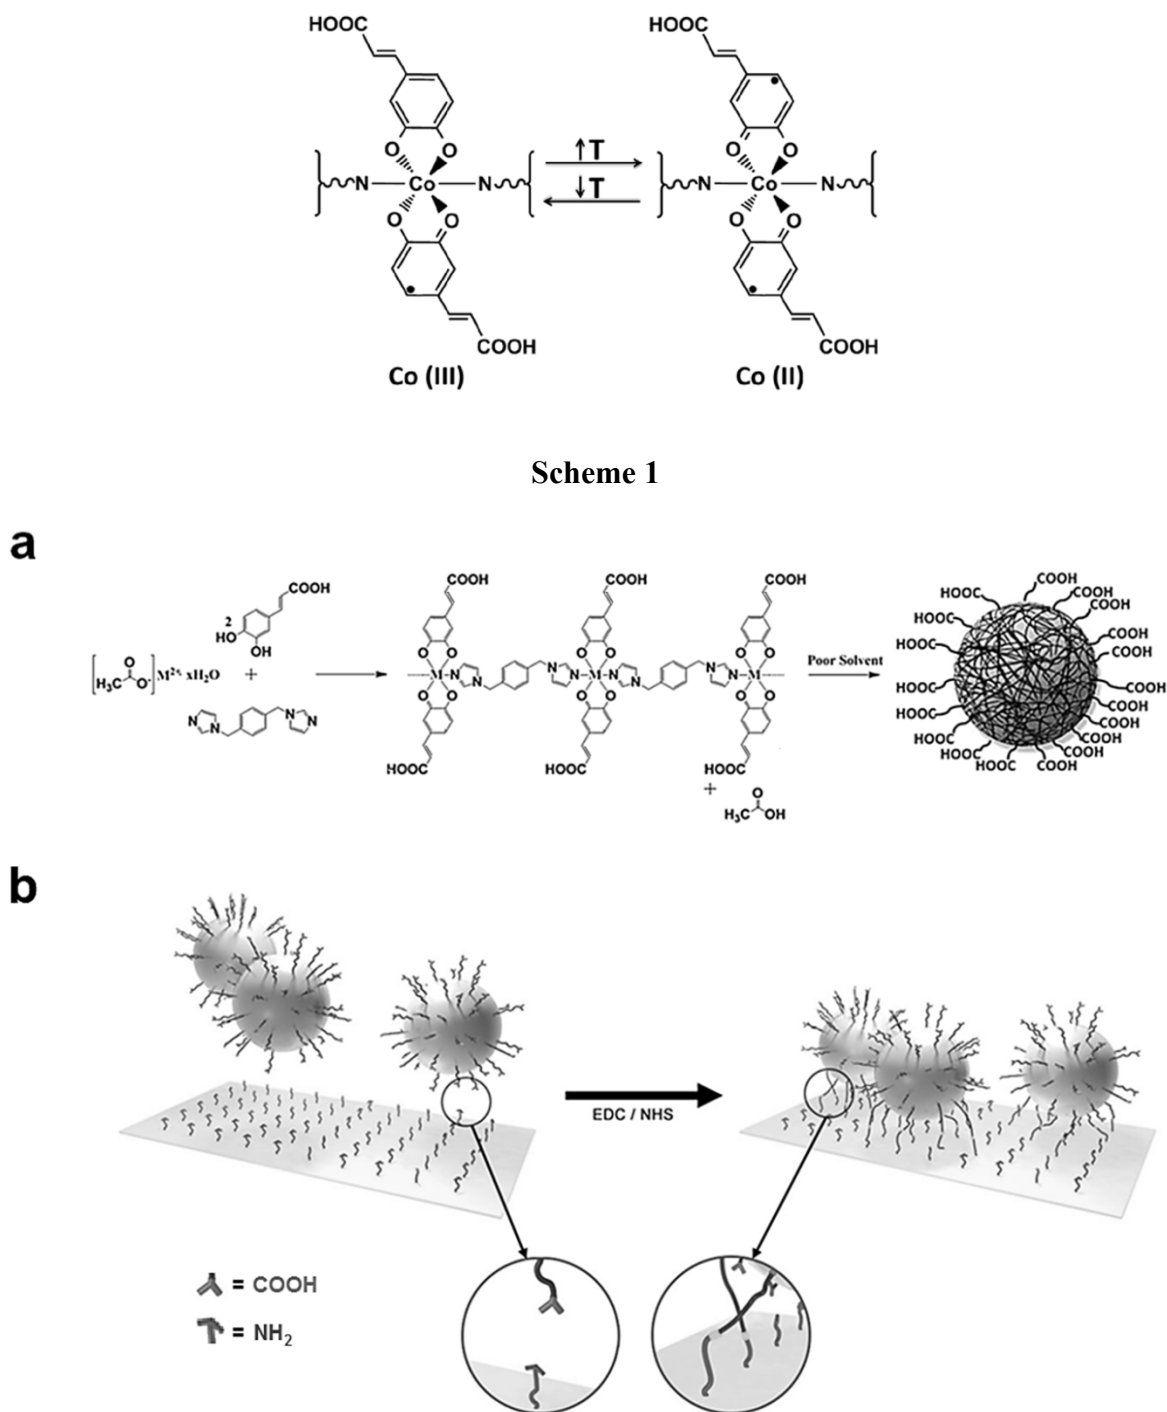 HOOC HOOC
O O O O
↑T
N Co N N Co N
↓T
O O O O
COOH COOH
Co (III) Co (II)
Scheme 1
a
COOH COOH COOH COOH
2
HO
OH
O
H₃C O⁻ M²⁺ xH₂O +
N N N N
O O O O O O
M N N N M N N N M
O O O O O O
HOOC HOOC HOOC
+
O
H₃C OH
Poor Solvent
COOH
HOOC COOH
HOOC COOH
HOOC COOH
HOOC COOH
HOOC COOH
HOOC COOH
HOOC COOH
HOOC HOOC COOH COOH
b
EDC / NHS
= COOH
= NH₂